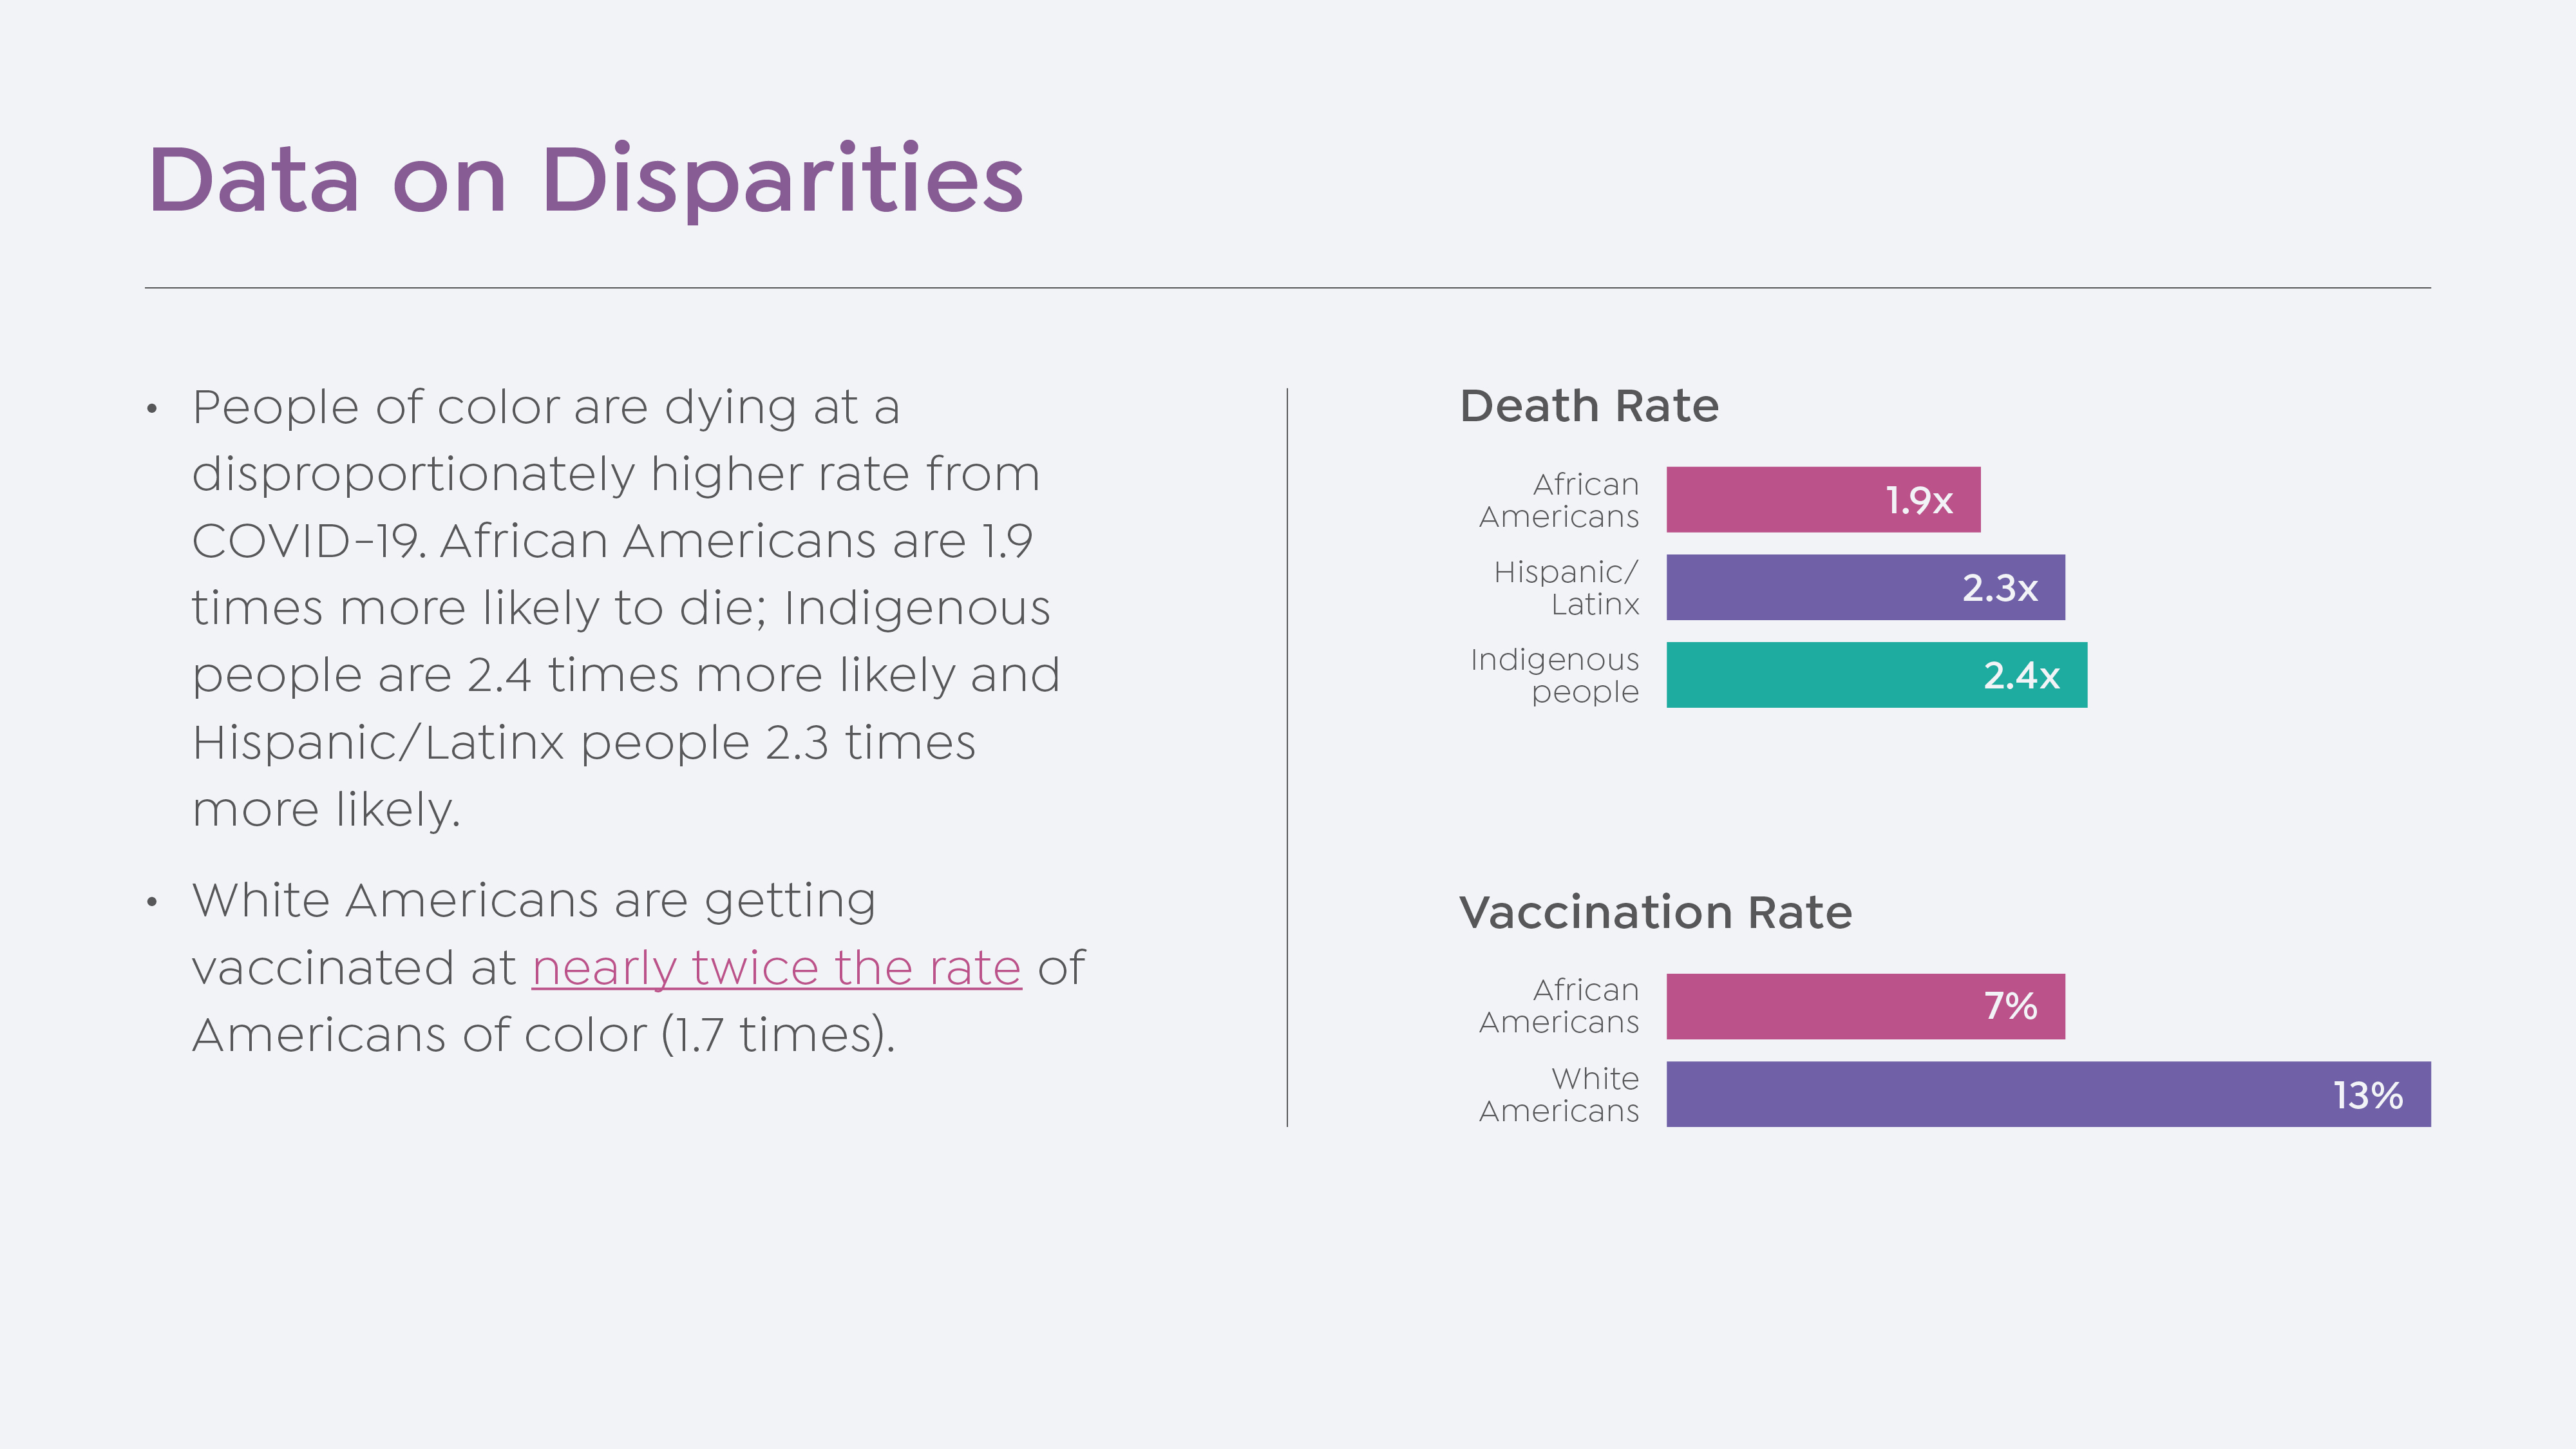 Data on Disparities
• People of color are dying at a
disproportionately higher rate from
COVID-19. African Americans are 1.9
times more likely to die; Indigenous
people are 2.4 times more likely and
Hispanic/Latinx people 2.3 times
more likely.
• White Americans are getting
vaccinated at nearly twice the rate of
Americans of color (1.7 times).
Death Rate
African
Americans
1.9x
Hispanic/
Latinx
2.3x
Indigenous
people
2.4x
Vaccination Rate
African
Americans
7%
White
Americans
13%